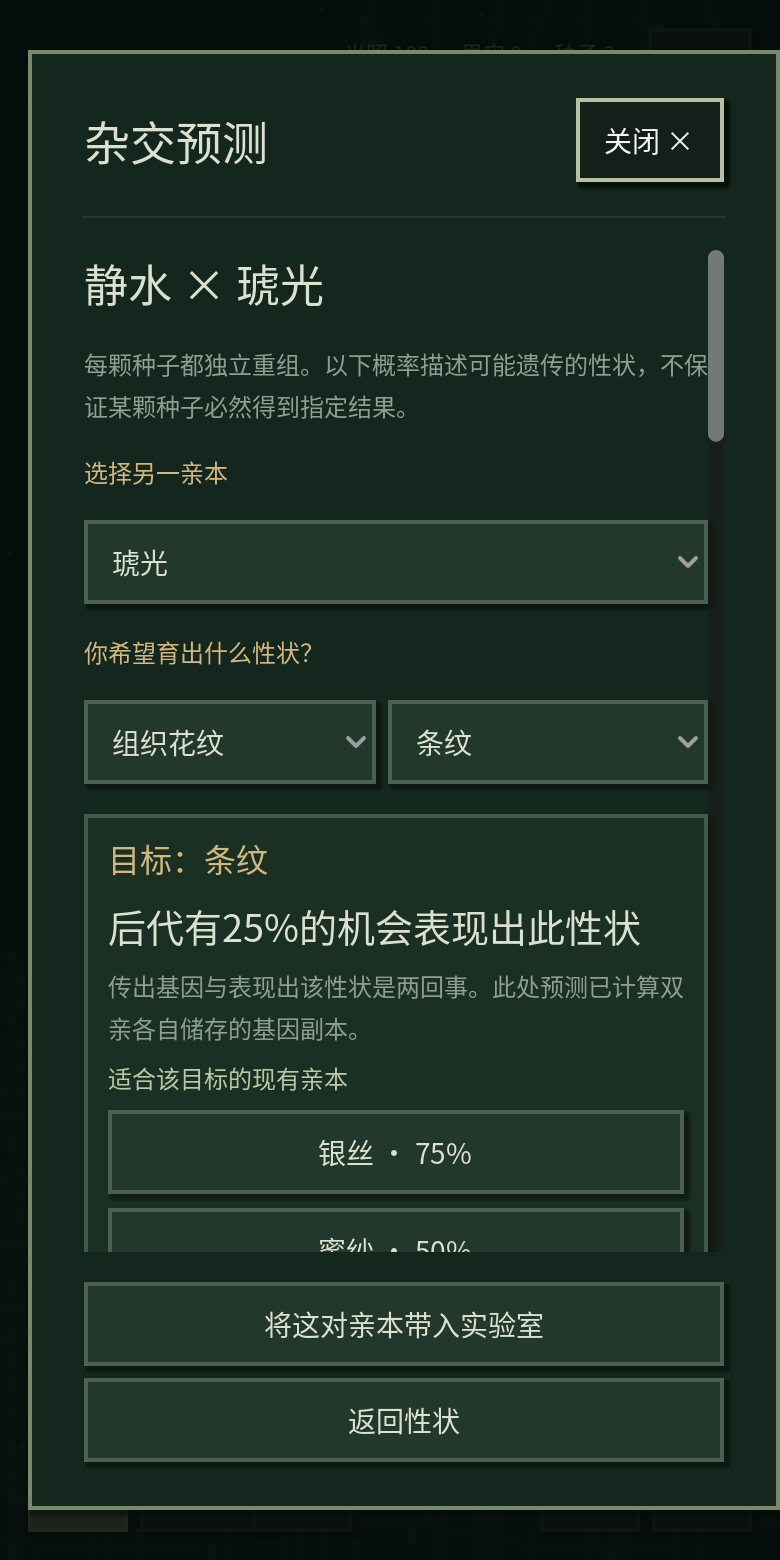 杂交预测
关闭 ×
静水 × 琥光
每颗种子都独立重组。以下概率描述可能遗传的性状，不保
证某颗种子必然得到指定结果。
选择另一亲本
琥光
你希望育出什么性状？
组织花纹
条纹
目标：条纹
后代有25%的机会表现出此性状
传出基因与表现出该性状是两回事。此处预测已计算双
亲各自储存的基因副本。
适合该目标的现有亲本
银丝 · 75%
蜜纱 · 50%
将这对亲本带入实验室
返回性状